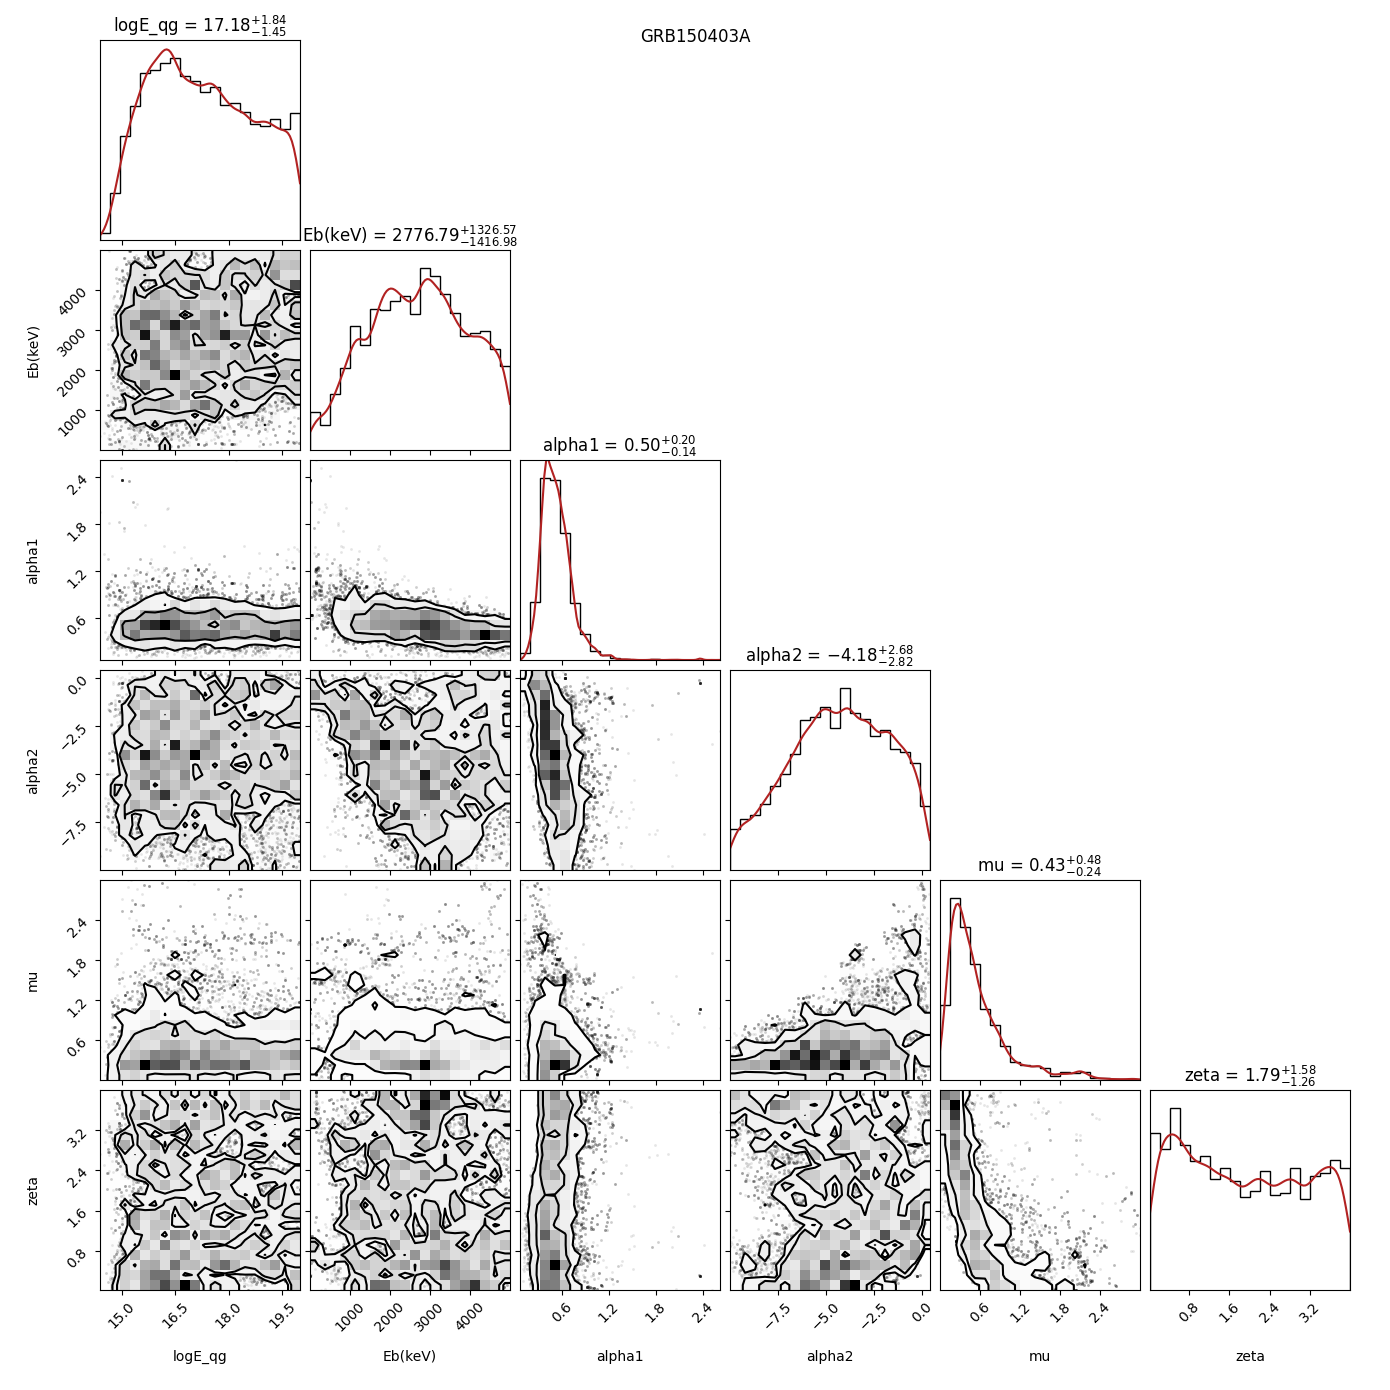 GRB150403A
logE_qg = 17.18+1.84−1.45
Eb(keV) = 2776.79+1326.57−1416.98
Eb(keV)
4000
3000
2000
1000
alpha1 = 0.50+0.20−0.14
alpha1
2.4
1.8
1.2
0.6
alpha2 = −4.18+2.68−2.82
alpha2
0.0
−2.5
−5.0
−7.5
mu = 0.43+0.48−0.24
mu
2.4
1.8
1.2
0.6
zeta = 1.79+1.58−1.26
zeta
3.2
2.4
1.6
0.8
15.0 16.5 18.0 19.5 1000 2000 3000 4000 0.6 1.2 1.8 2.4 −7.5 −5.0 −2.5 0.0 0.6 1.2 1.8 2.4 0.8 1.6 2.4 3.2
logE_qg Eb(keV) alpha1 alpha2 mu zeta